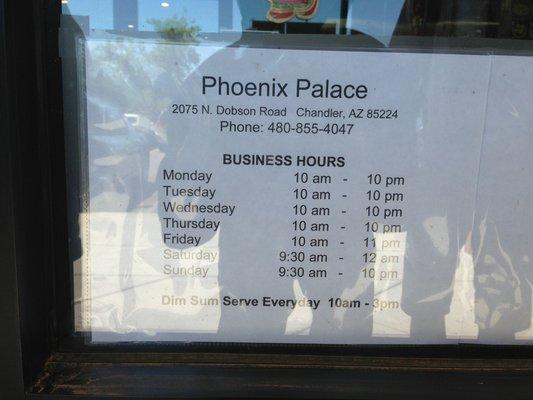 Phoenix Palace
2075 N. Dobson Road Chandler, AZ 85224
Phone: 480-855-4047
BUSINESS HOURS
Monday 10 am - 10 pm
Tuesday 10 am - 10 pm
Wednesday 10 am - 10 pm
Thursday 10 am - 10 pm
Friday 10 am - 11 pm
Saturday 9:30 am - 12 am
Sunday 9:30 am - 10 pm
Dim Sum Serve Everyday 10am - 3pm